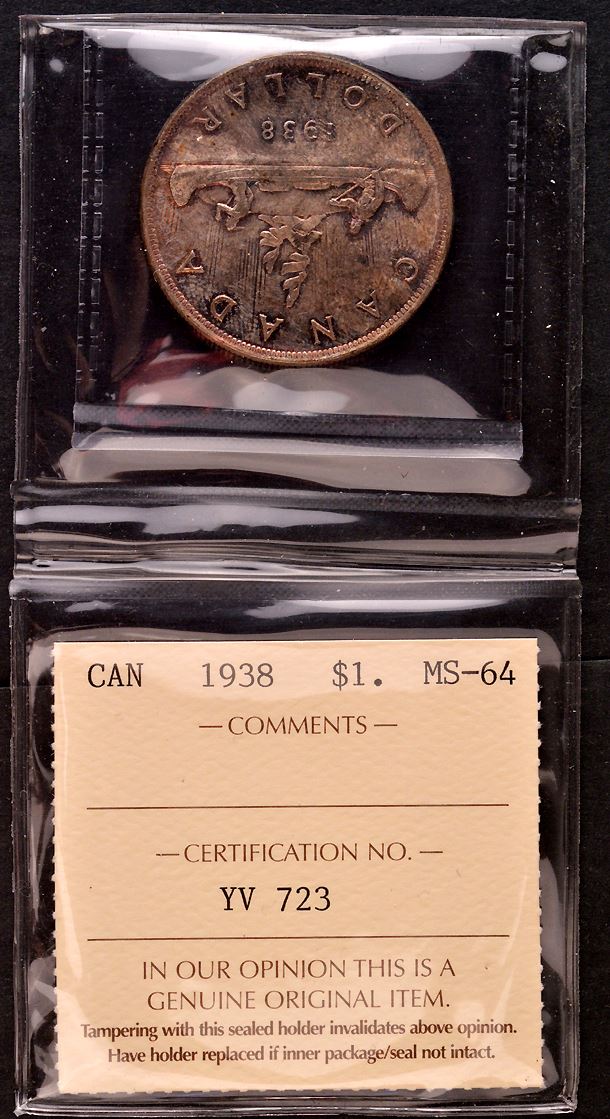 CANADA
1938
DOLLAR
CAN 1938 $1. MS-64
— COMMENTS —
— CERTIFICATION NO. —
YV 723
IN OUR OPINION THIS IS A
GENUINE ORIGINAL ITEM.
Tampering with this sealed holder invalidates above opinion.
Have holder replaced if inner package/seal not intact.